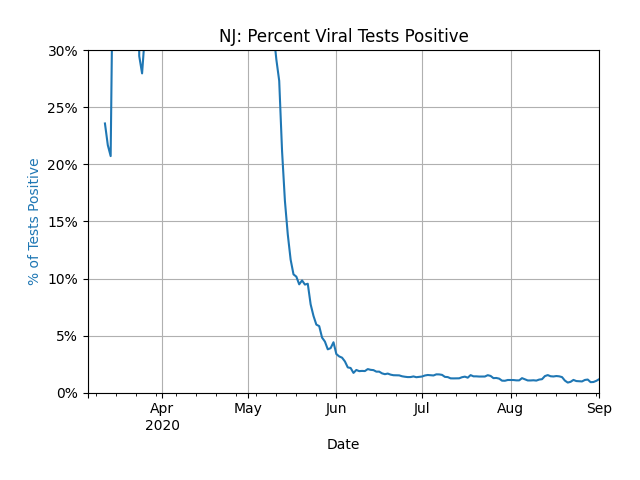 NJ: Percent Viral Tests Positive
30%
25%
20%
15%
10%
5%
0%
% of Tests Positive
Apr
2020
May
Jun
Jul
Aug
Sep
Date